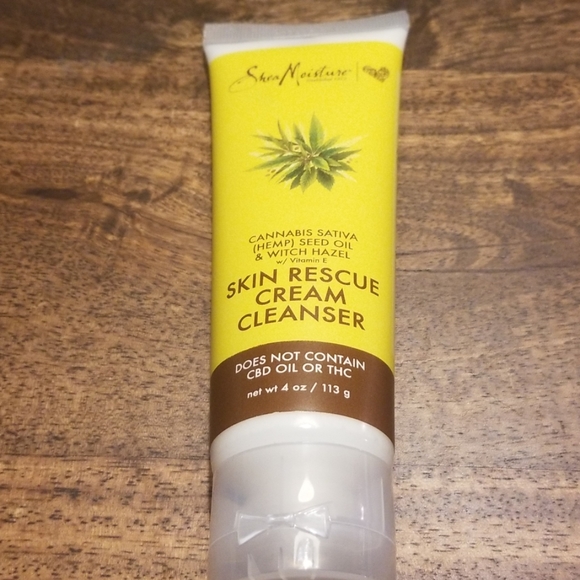 SheaMoisture
CANNABIS SATIVA
(HEMP) SEED OIL
& WITCH HAZEL
w/ Vitamin E
SKIN RESCUE
CREAM
CLEANSER
DOES NOT CONTAIN
CBD OIL OR THC
net wt 4 oz / 113 g